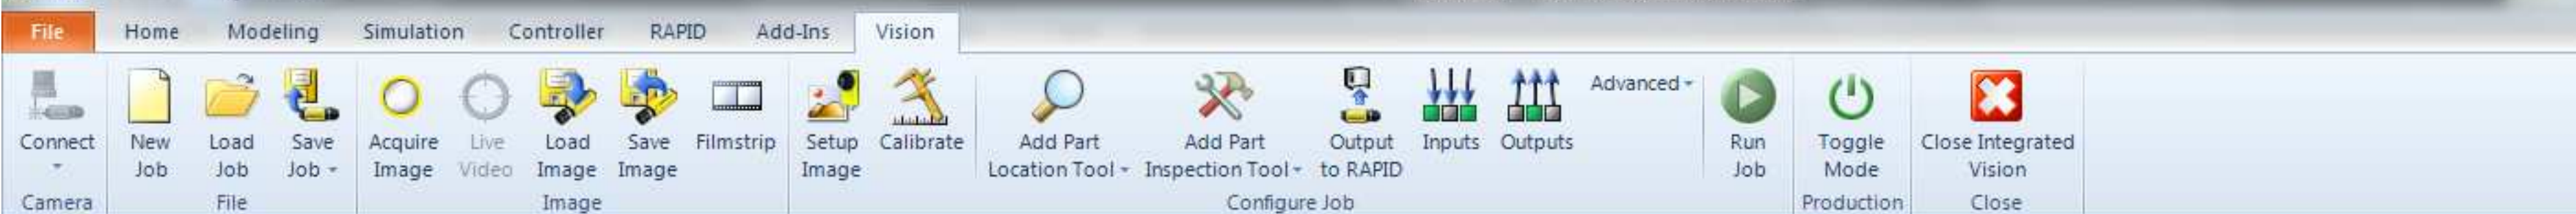 File Home Modeling Simulation Controller RAPID Add-Ins Vision
Advanced
Connect New Load Save Acquire Live Load Save Filmstrip Setup Calibrate Add Part Add Part Output Inputs Outputs Run Toggle Close Integrated
Job Job Job Image Video Image Image Image Location Tool Inspection Tool to RAPID Job Mode Vision
Camera File Image Configure Job Production Close